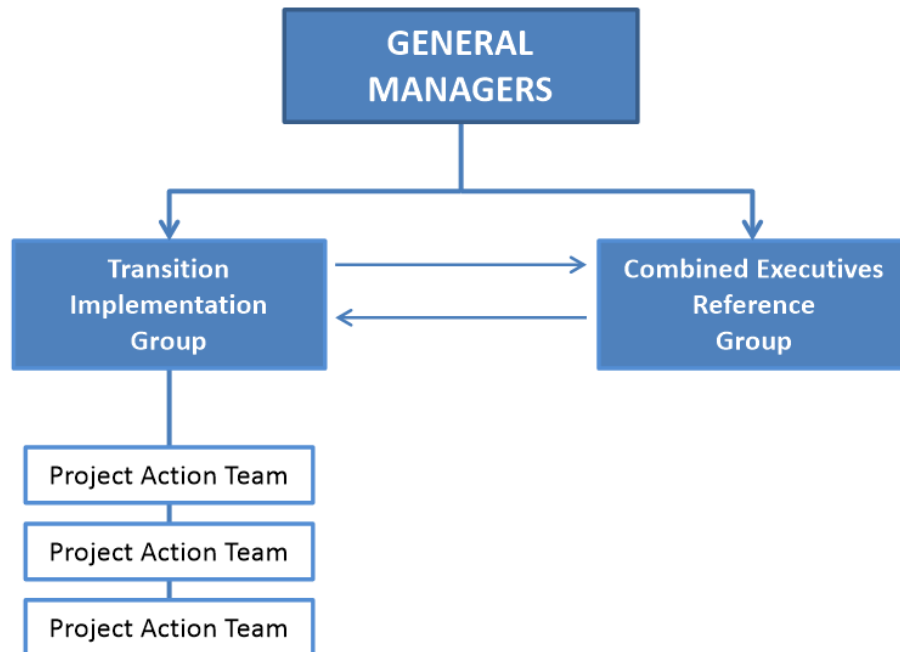 GENERAL
MANAGERS
Transition
Implementation
Group
Combined Executives
Reference
Group
Project Action Team
Project Action Team
Project Action Team